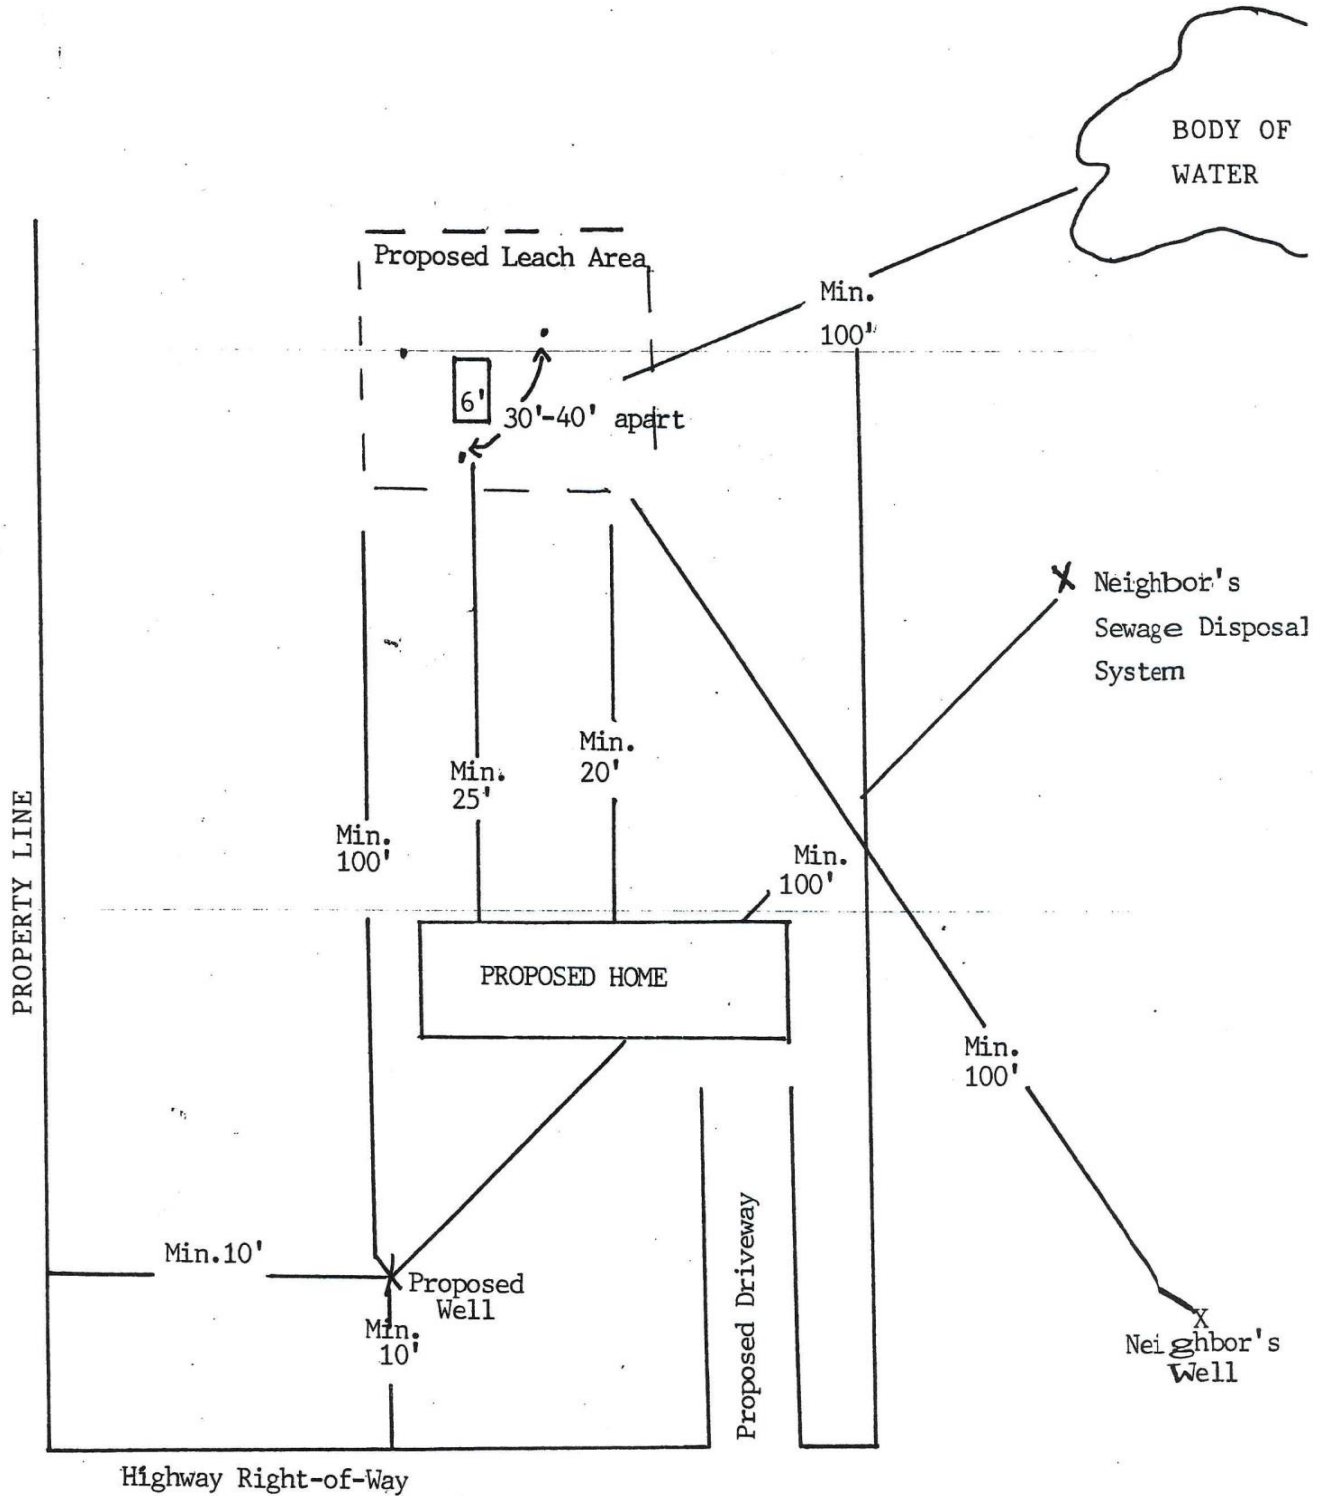 BODY OF
WATER
Proposed Leach Area
Min.
100'
6'
30'-40' apart
Neighbor's
Sewage Disposal
System
Min.
20'
Min.
25'
Min.
100'
Min.
100'
PROPERTY LINE
PROPOSED HOME
Min.
100'
Min.10'
Proposed
Well
Min.
10'
Proposed Driveway
X
Neighbor's
Well
Highway Right-of-Way